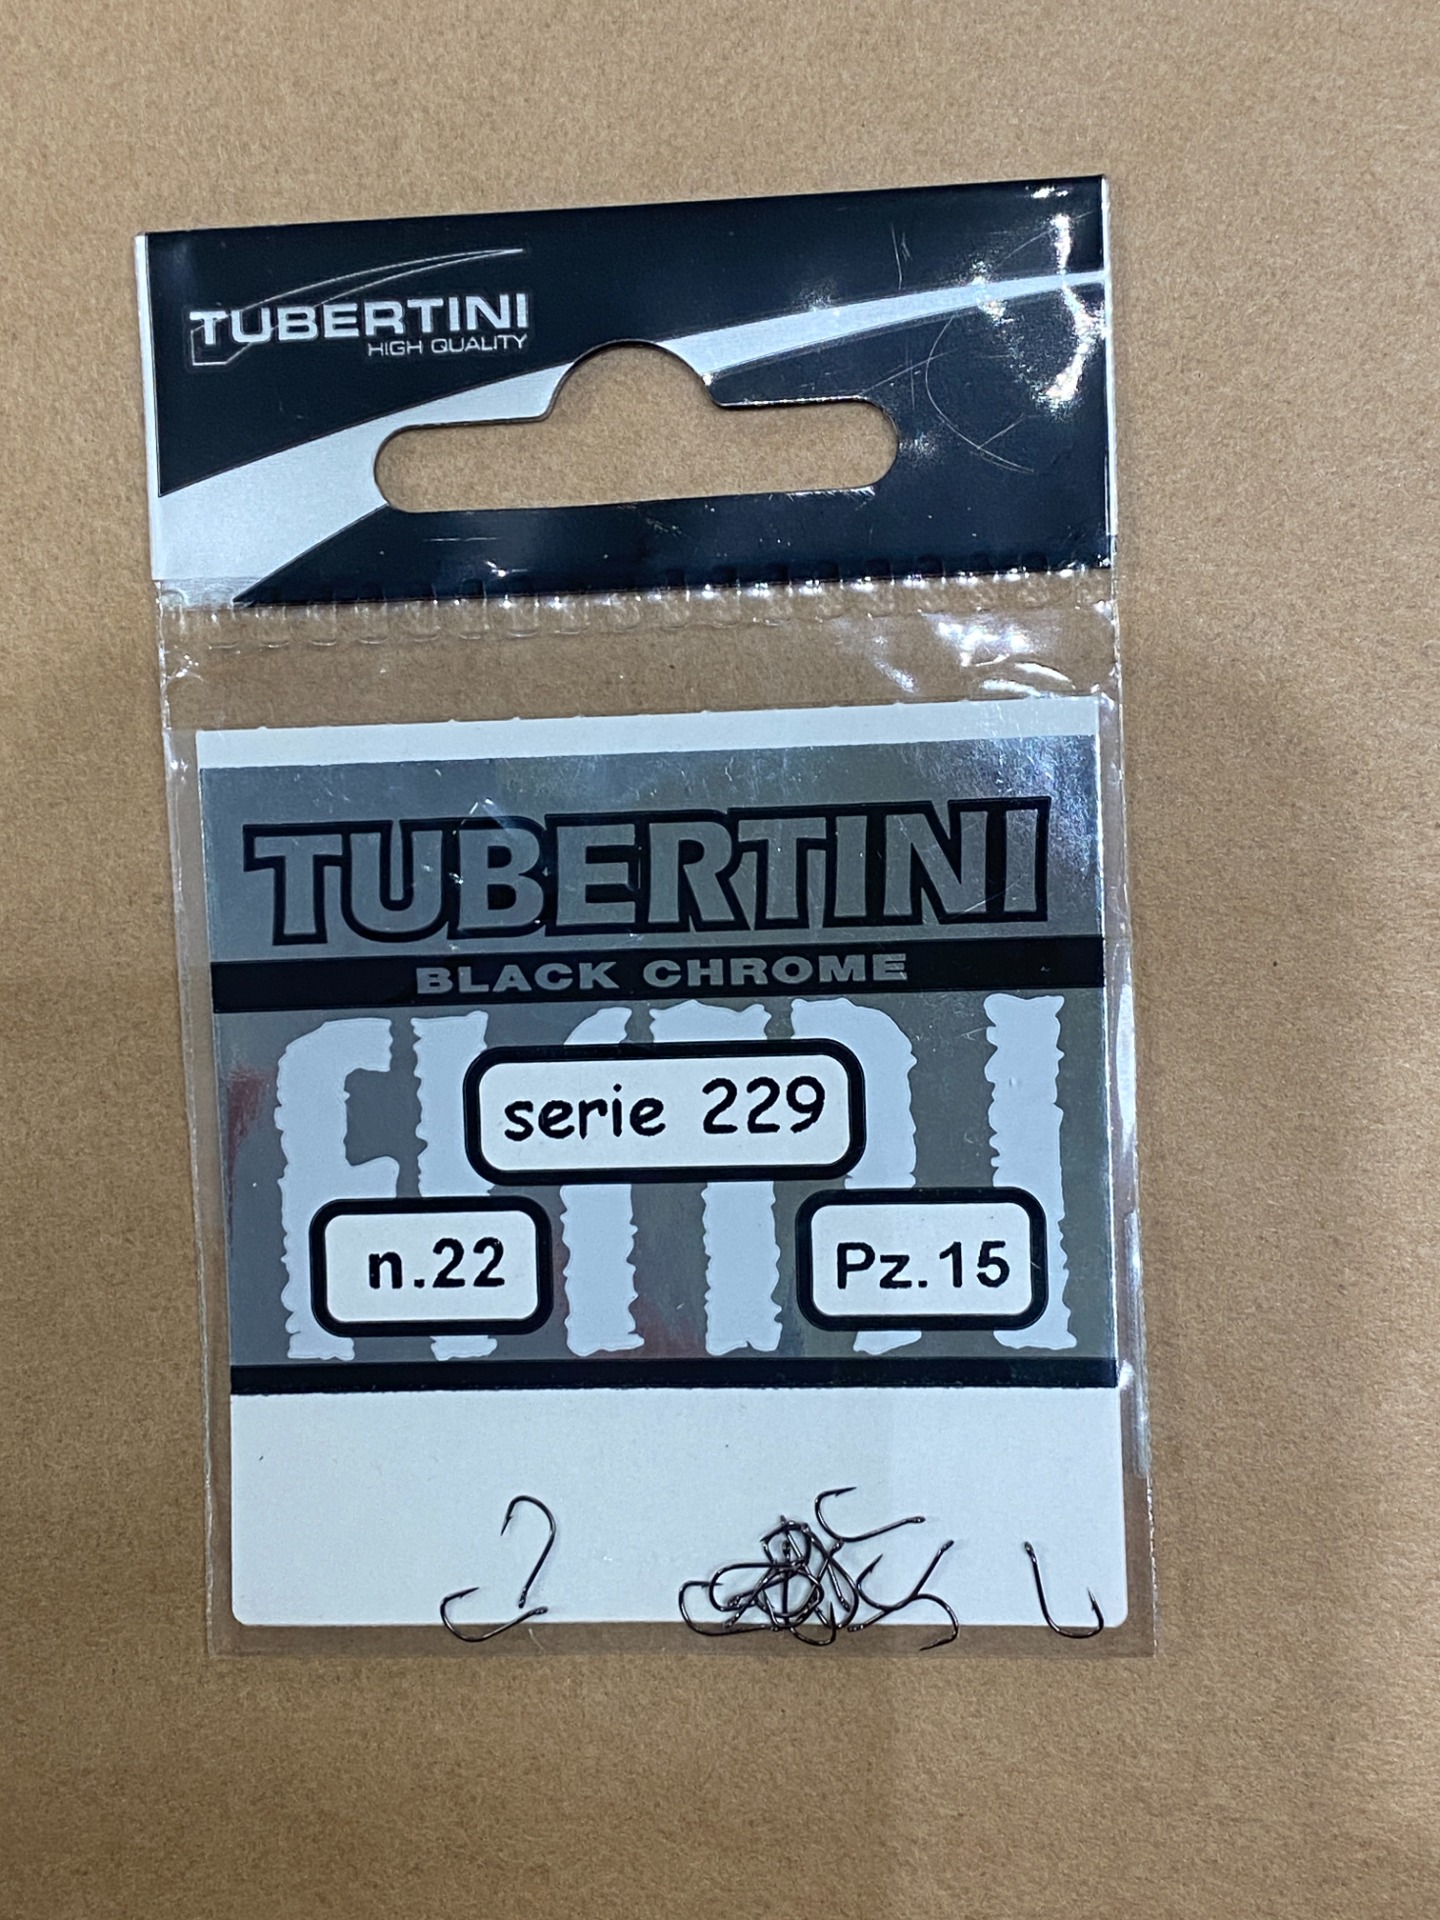 TUBERTINI
HIGH QUALITY
TUBERTINI
BLACK CHROME
serie 229
n.22
Pz.15